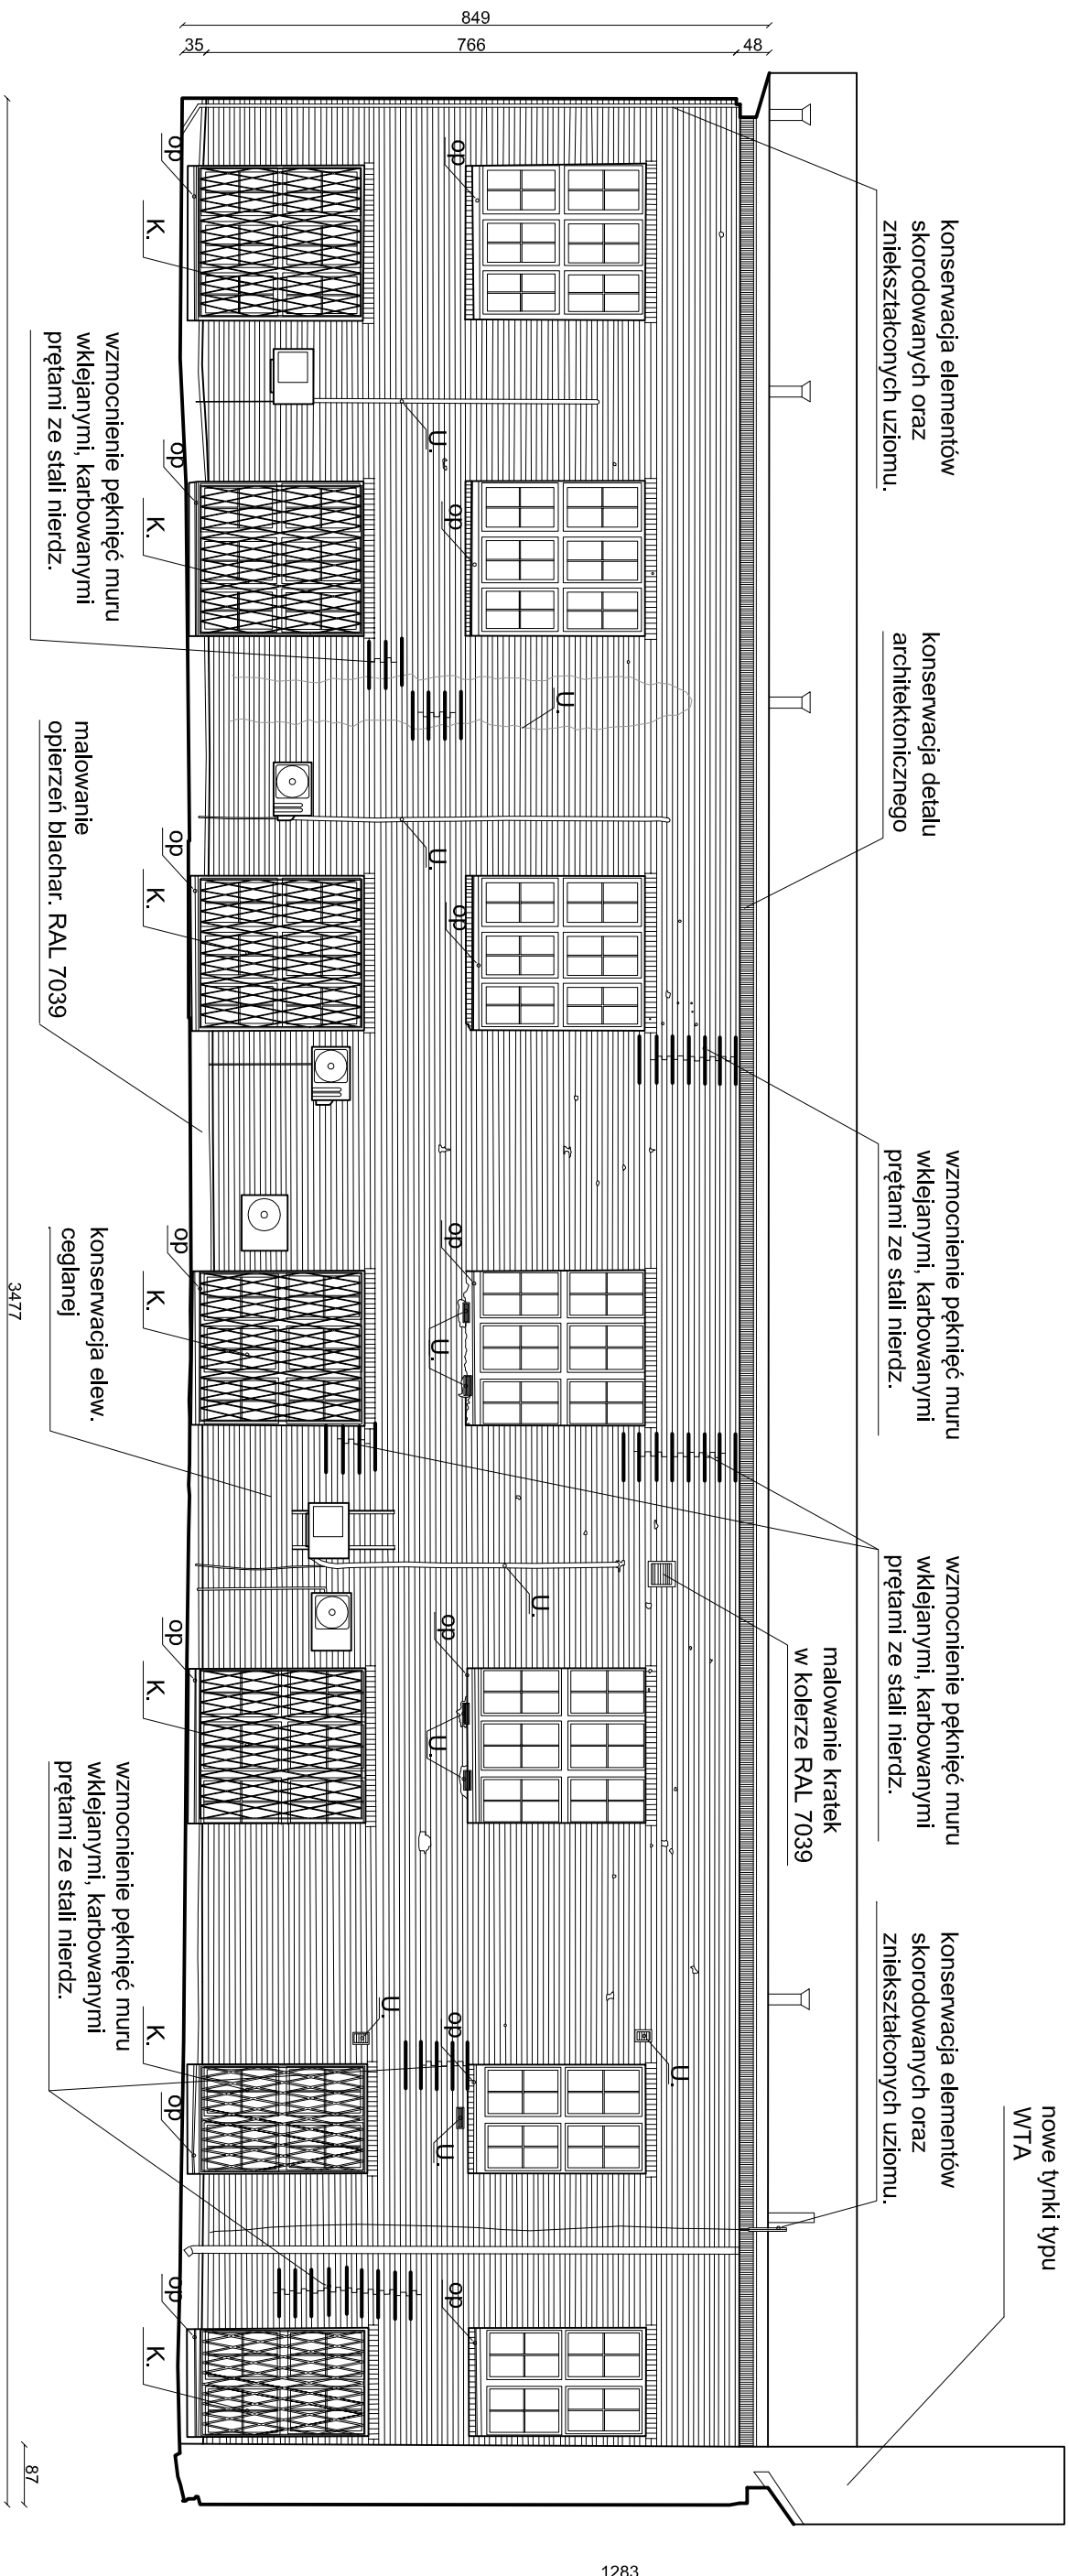 849
35
766
48
konserwacja elementów
skorodowanych oraz
zniekształconych uziomu.
konserwacja detalu
architektonicznego
wzmocnienie pęknięć muru
wklejanymi, karbowanymi
prętami ze stali nierdz.
wzmocnienie pęknięć muru
wklejanymi, karbowanymi
prętami ze stali nierdz.
malowanie kratek
w kolerze RAL 7039
konserwacja elementów
skorodowanych oraz
zniekształconych uziomu.
nowe tynki typu
WTA
op
op
op
op
op
op
op
U.
U.
U.
U.
U.
U.
U.
U.
U.
U.
op
K.
op
K.
op
K.
op
K.
op
K.
K.
op
op
K.
wzmocnienie pęknięć muru
wklejanymi, karbowanymi
prętami ze stali nierdz.
malowanie
opierzeń blachar. RAL 7039
konserwacja elew.
ceglanej
wzmocnienie pęknięć muru
wklejanymi, karbowanymi
prętami ze stali nierdz.
3477
87
1283